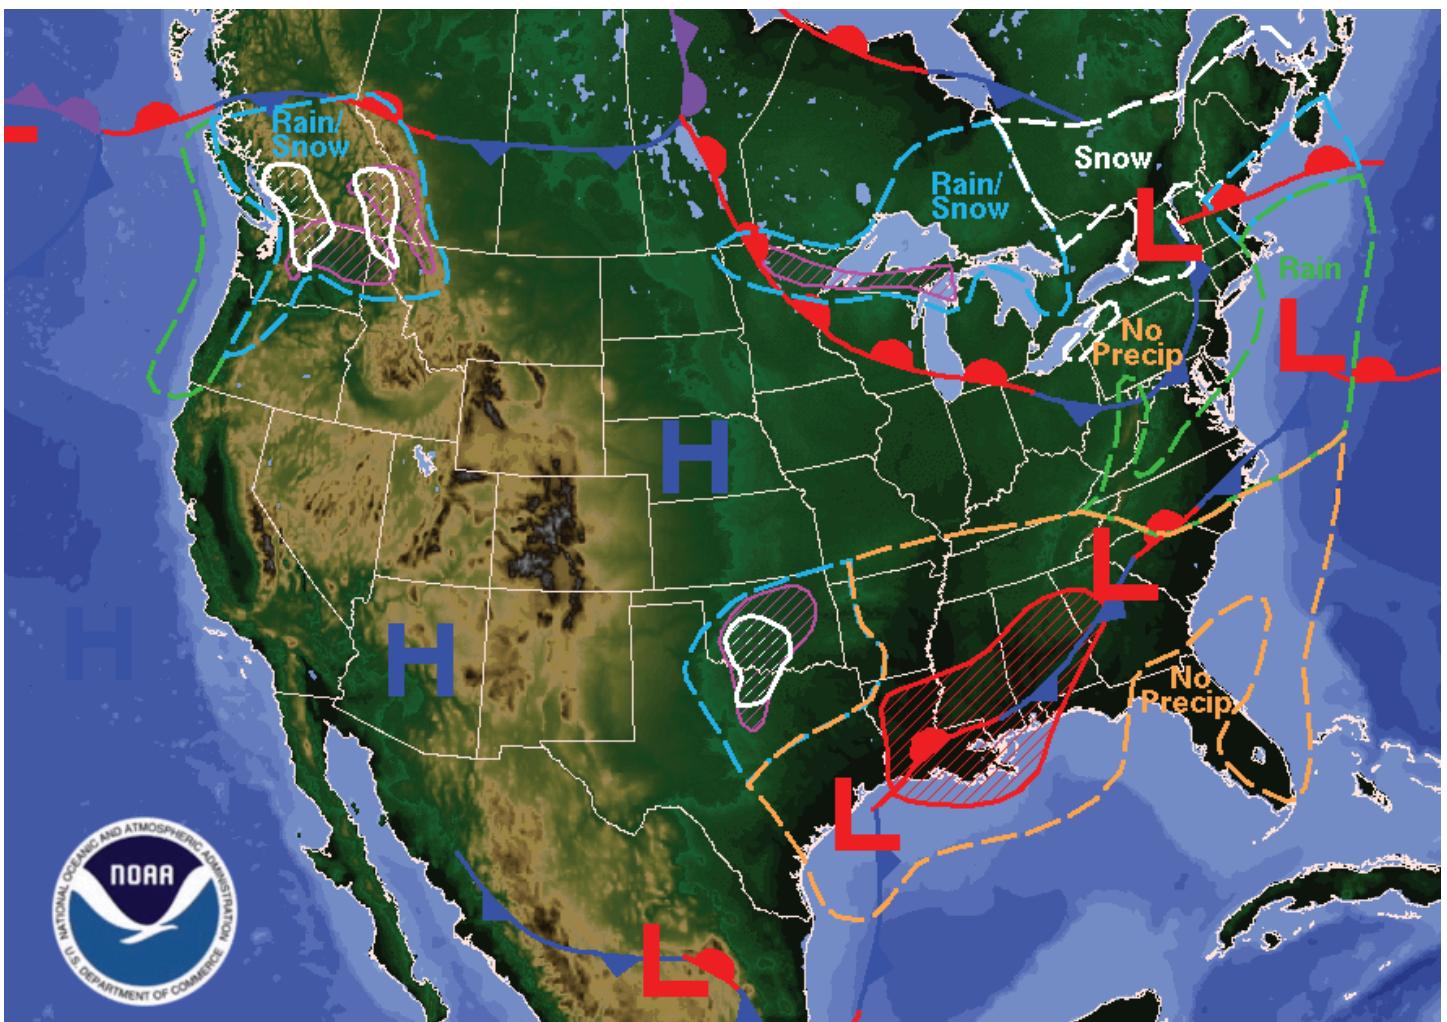 Rain/
Snow
Snow
Rain/
Snow
L
Rain
L
No
Precip
H
L
H
H
No
Precip
L
L
NOAA
NATIONAL OCEANIC AND ATMOSPHERIC ADMINISTRATION
U.S. DEPARTMENT OF COMMERCE